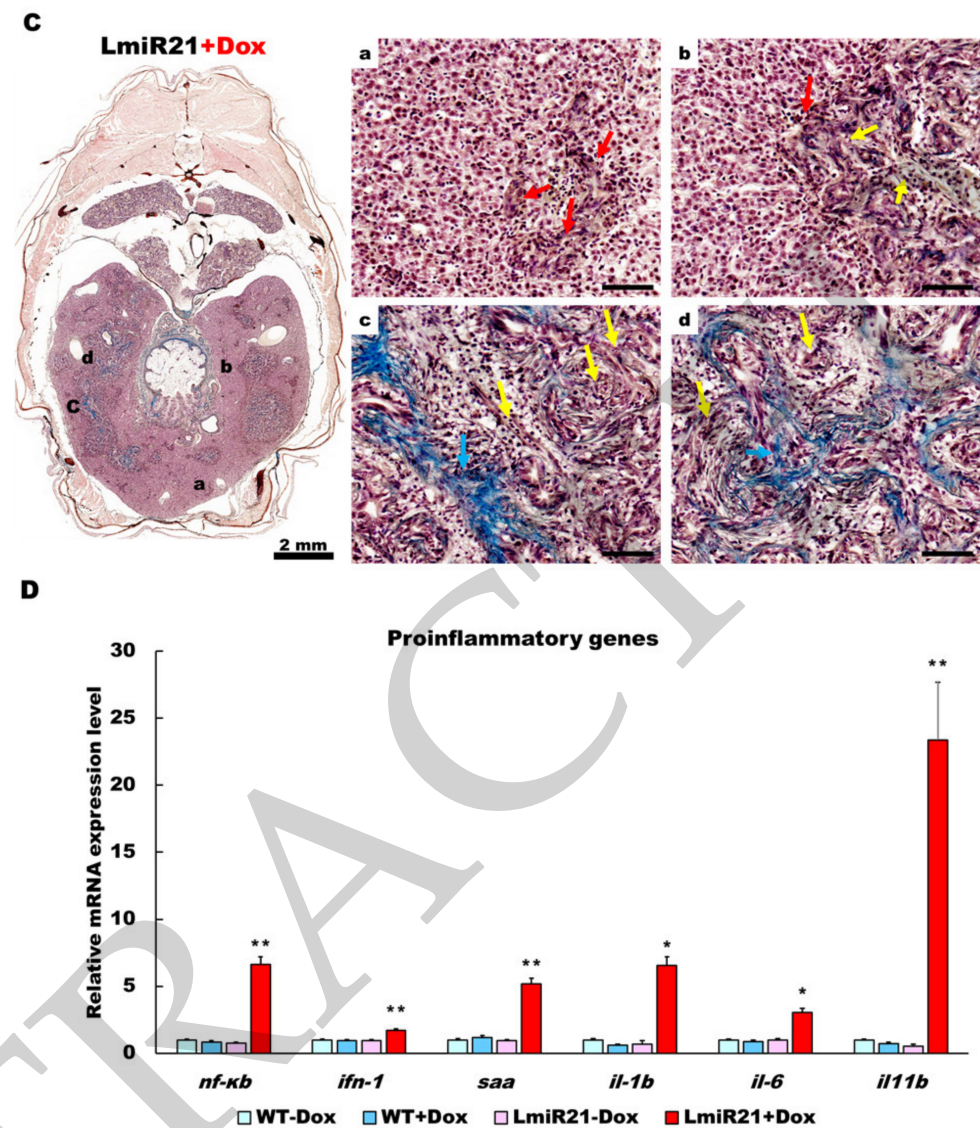 C
LmiR21+Dox
a
b
c
d
d
b
C
a
2 mm
D
Proinflammatory genes
Relative mRNA expression level
30
25
20
15
10
5
0
** ** ** * * **
nf-κb ifn-1 saa il-1b il-6 il11b
WT-Dox WT+Dox LmiR21-Dox LmiR21+Dox